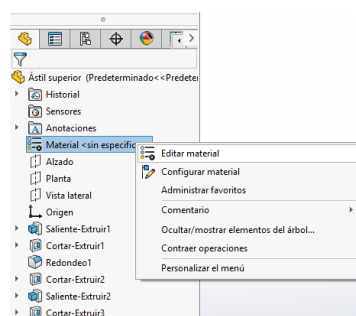 Ástil superior (Predeterminado<<Predeter
Historial
Sensores
Anotaciones
Material <sin especific
Editar material
Configurar material
Administrar favoritos
Comentario
Ocultar/mostrar elementos del árbol...
Contraer operaciones
Personalizar el menú
Alzado
Planta
Vista lateral
Origen
Saliente-Extruir1
Cortar-Extruir1
Redondeo1
Cortar-Extruir2
Saliente-Extruir2
Cortar-Extruir3